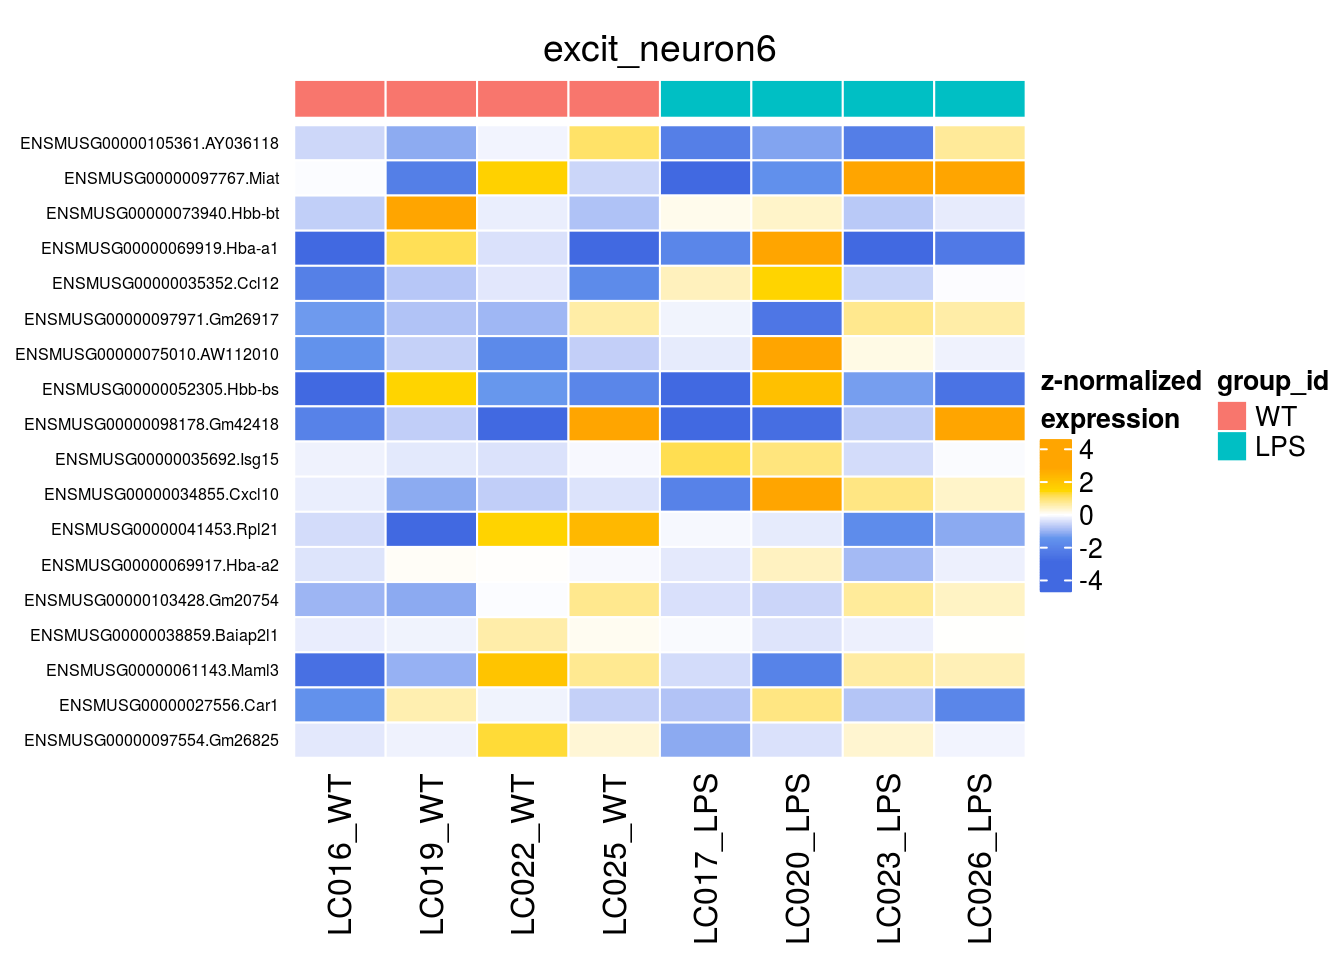 excit_neuron6
ENSMUSG00000105361.AY036118
ENSMUSG00000097767.Miat
ENSMUSG00000073940.Hbb-bt
ENSMUSG00000069919.Hba-a1
ENSMUSG00000035352.Ccl12
ENSMUSG00000097971.Gm26917
ENSMUSG00000075010.AW112010
ENSMUSG00000052305.Hbb-bs
ENSMUSG00000098178.Gm42418
ENSMUSG00000035692.Isg15
ENSMUSG00000034855.Cxcl10
ENSMUSG00000041453.Rpl21
ENSMUSG00000069917.Hba-a2
ENSMUSG00000103428.Gm20754
ENSMUSG00000038859.Baiap2l1
ENSMUSG00000061143.Maml3
ENSMUSG00000027556.Car1
ENSMUSG00000097554.Gm26825
LC016_WT
LC019_WT
LC022_WT
LC025_WT
LC017_LPS
LC020_LPS
LC023_LPS
LC026_LPS
z-normalized
expression
4
2
0
-2
-4
group_id
WT
LPS